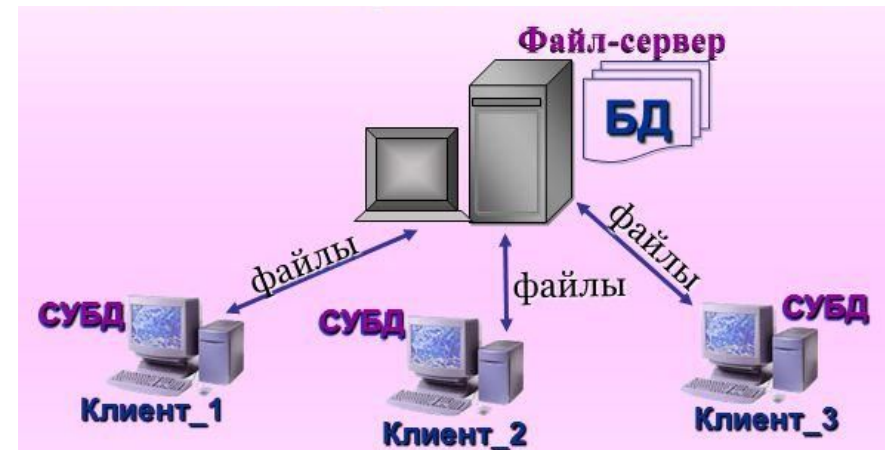 Файл-сервер
БД
файлы
файлы
файлы
СУБД
СУБД
СУБД
Клиент_1
Клиент_2
Клиент_3